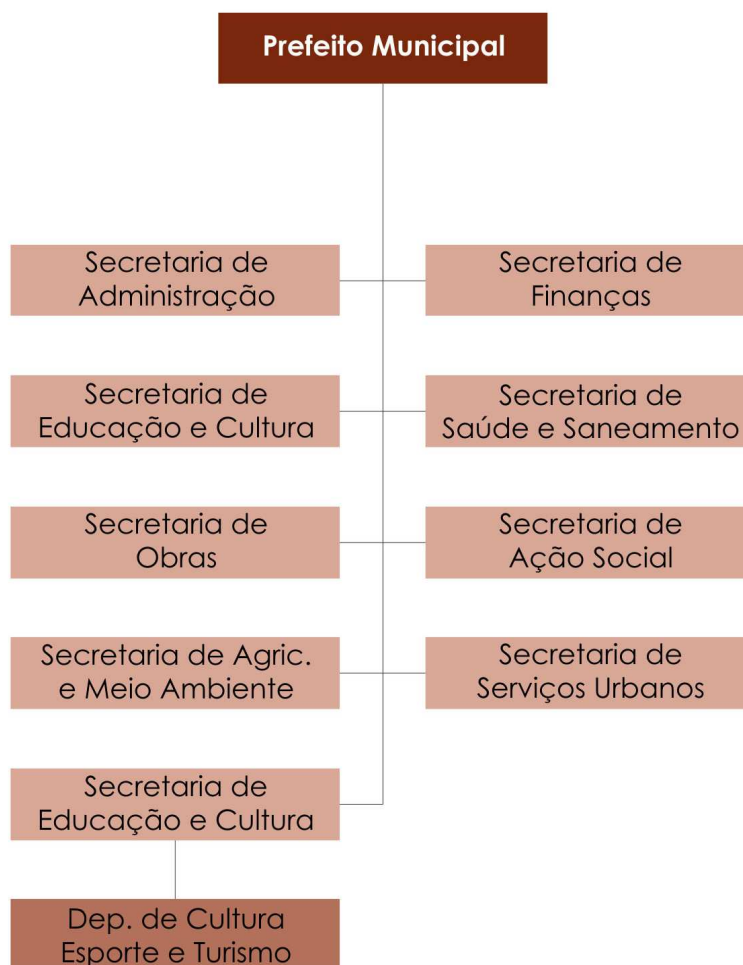 Prefeito Municipal
Secretaria de
Administração
Secretaria de
Finanças
Secretaria de
Educação e Cultura
Secretaria de
Saúde e Saneamento
Secretaria de
Obras
Secretaria de
Ação Social
Secretaria de Agric.
e Meio Ambiente
Secretaria de
Serviços Urbanos
Secretaria de
Educação e Cultura
Dep. de Cultura
Esporte e Turismo